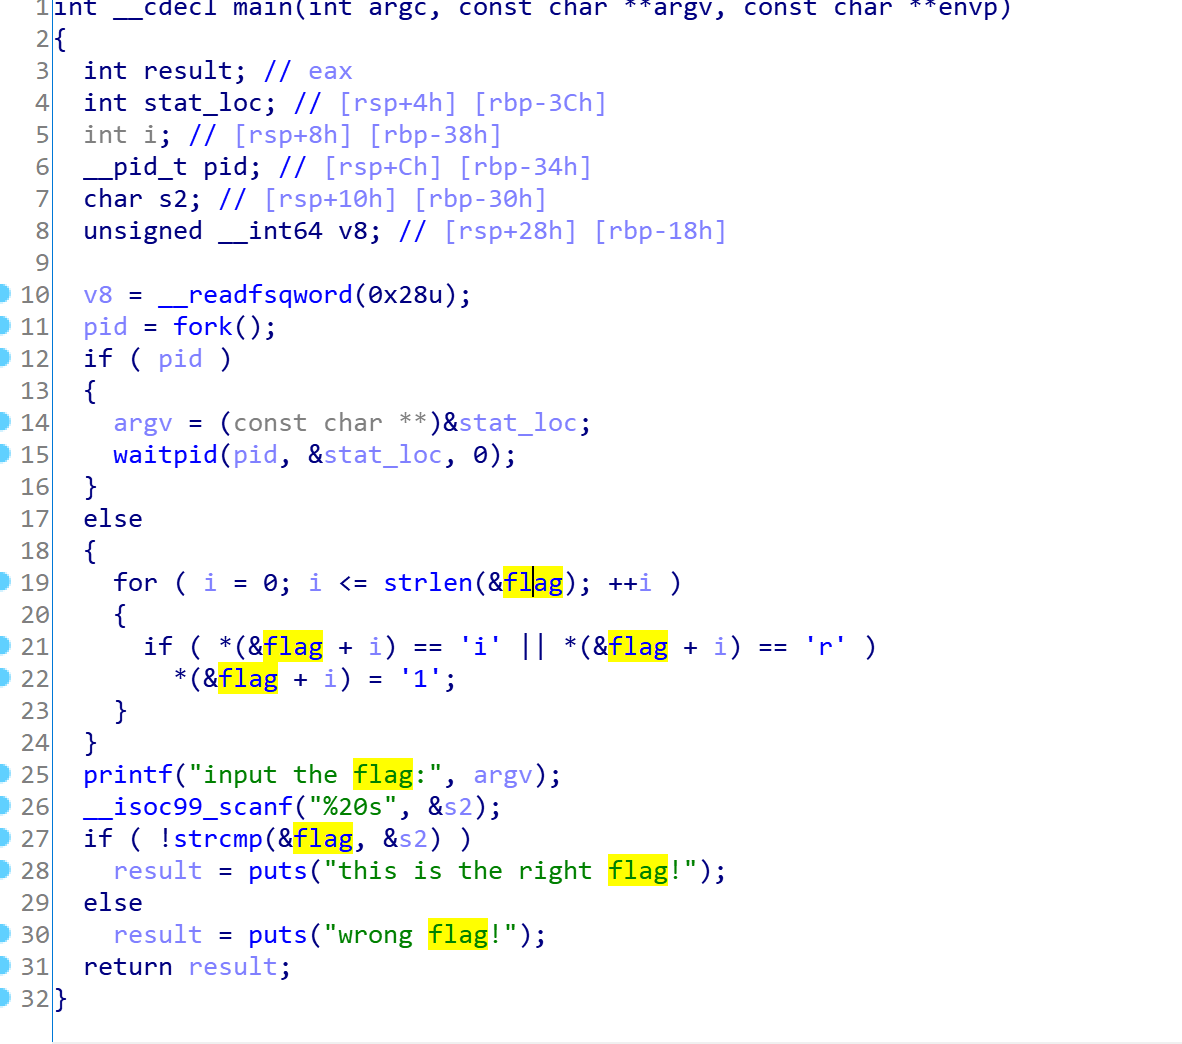 1 int __cdecl main(int argc, const char **argv, const char **envp)
2 {
3   int result; // eax
4   int stat_loc; // [rsp+4h] [rbp-3Ch]
5   int i; // [rsp+8h] [rbp-38h]
6   __pid_t pid; // [rsp+Ch] [rbp-34h]
7   char s2; // [rsp+10h] [rbp-30h]
8   unsigned __int64 v8; // [rsp+28h] [rbp-18h]
9
10   v8 = __readfsqword(0x28u);
11   pid = fork();
12   if ( pid )
13   {
14     argv = (const char **)&stat_loc;
15     waitpid(pid, &stat_loc, 0);
16   }
17   else
18   {
19     for ( i = 0; i <= strlen(&flag); ++i )
20     {
21       if ( *(&flag + i) == 'i' || *(&flag + i) == 'r' )
22         *(&flag + i) = '1';
23     }
24   }
25   printf("input the flag:", argv);
26   __isoc99_scanf("%20s", &s2);
27   if ( !strcmp(&flag, &s2) )
28     result = puts("this is the right flag!");
29   else
30     result = puts("wrong flag!");
31   return result;
32 }